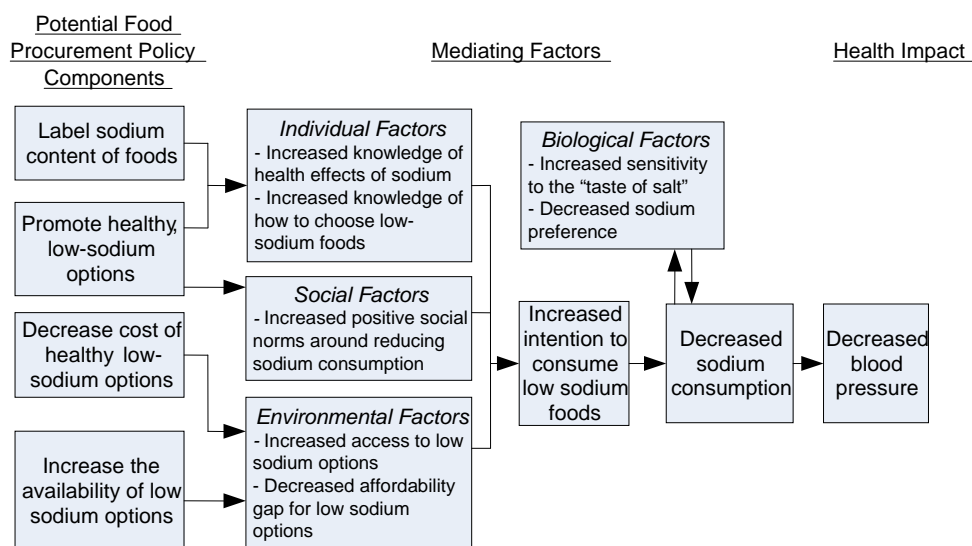 Potential Food
Procurement Policy
Components
Mediating Factors
Health Impact
Label sodium
content of foods
Promote healthy,
low-sodium
options
Decrease cost of
healthy low-
sodium options
Increase the
availability of low
sodium options
Individual Factors
- Increased knowledge of
health effects of sodium
- Increased knowledge of
how to choose low-
sodium foods
Social Factors
- Increased positive social
norms around reducing
sodium consumption
Environmental Factors
- Increased access to low
sodium options
- Decreased affordability
gap for low sodium
options
Biological Factors
- Increased sensitivity
to the “taste of salt”
- Decreased sodium
preference
Increased
intention to
consume
low sodium
foods
Decreased
sodium
consumption
Decreased
blood
pressure